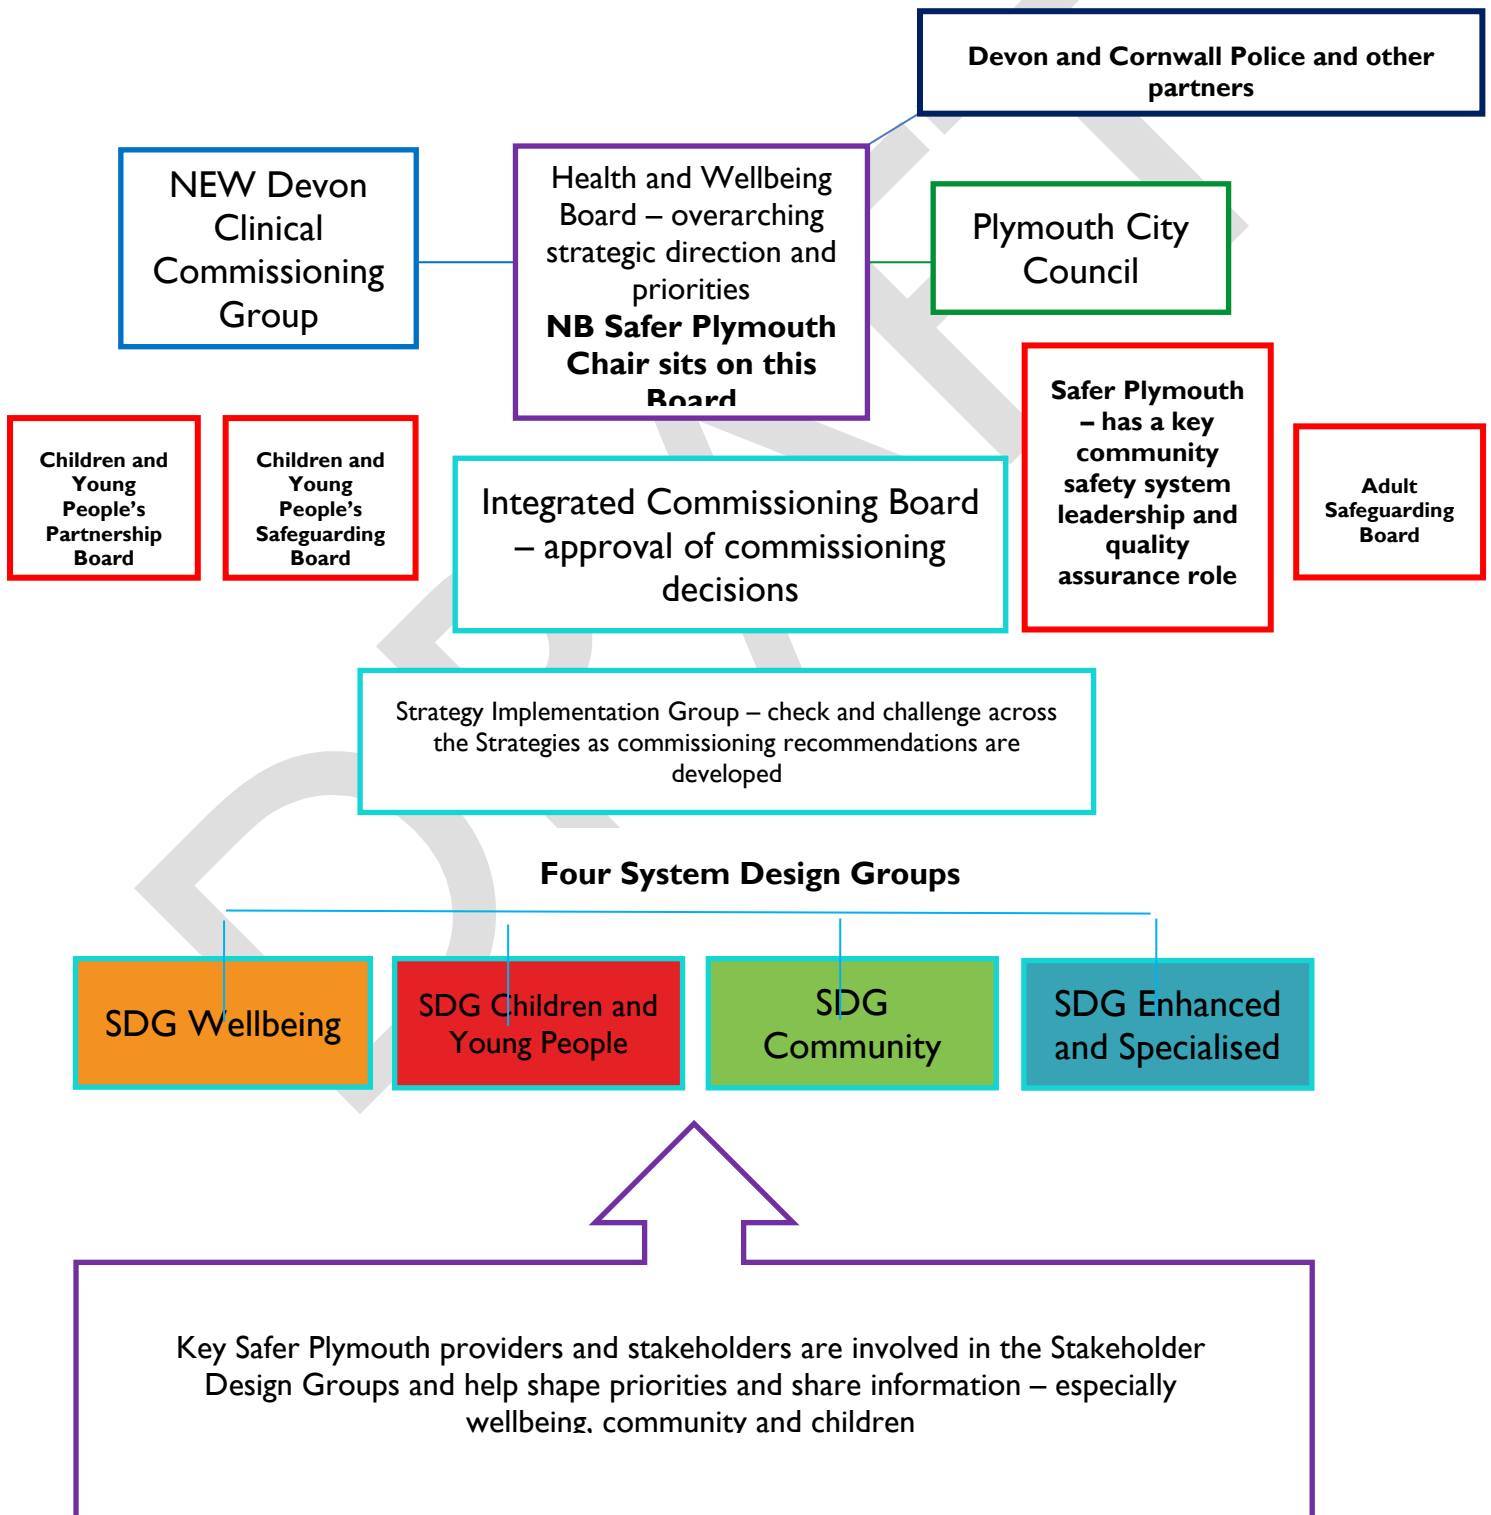 Devon and Cornwall Police and other
partners
NEW Devon
Clinical
Commissioning
Group
Health and Wellbeing
Board – overarching
strategic direction and
priorities
NB Safer Plymouth
Chair sits on this
Board
Plymouth City
Council
Children and
Young
People’s
Partnership
Board
Children and
Young
People’s
Safeguarding
Board
Integrated Commissioning Board
– approval of commissioning
decisions
Safer Plymouth
– has a key
community
safety system
leadership and
quality
assurance role
Adult
Safeguarding
Board
Strategy Implementation Group – check and challenge across
the Strategies as commissioning recommendations are
developed
Four System Design Groups
SDG Wellbeing
SDG Children and
Young People
SDG
Community
SDG Enhanced
and Specialised
Key Safer Plymouth providers and stakeholders are involved in the Stakeholder
Design Groups and help shape priorities and share information – especially
wellbeing, community and children
DRAFT